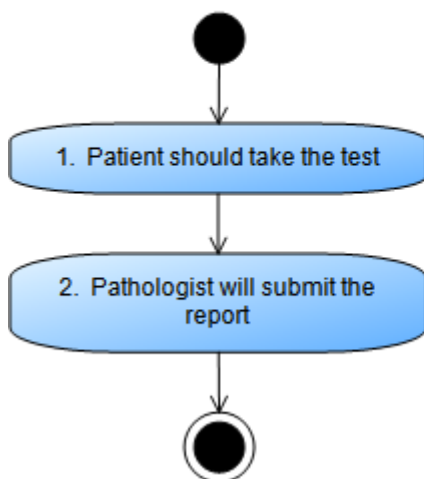 1. Patient should take the test
2. Pathologist will submit the
report